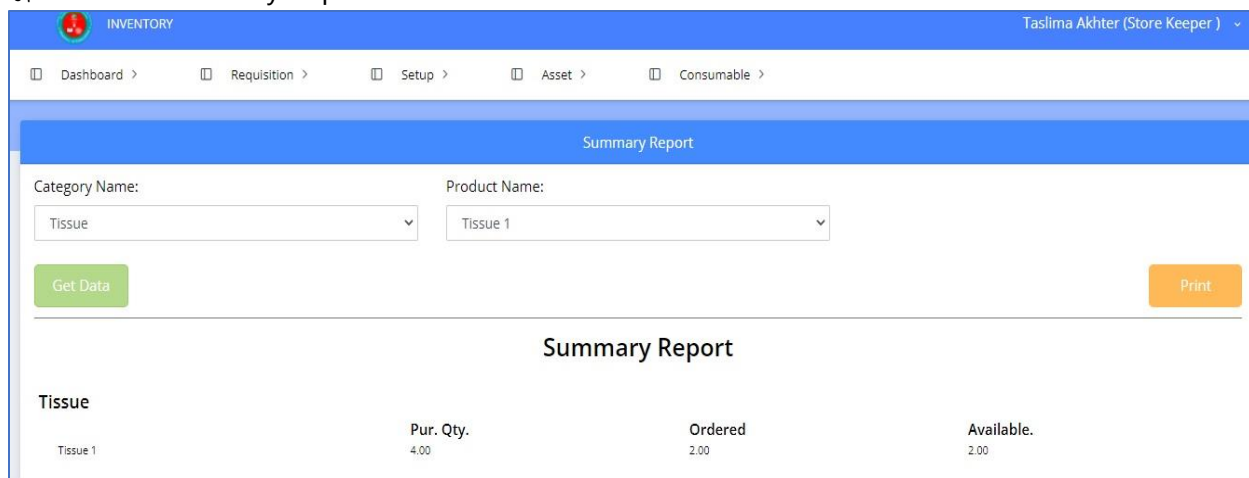 INVENTORY Taslima Akhter (Store Keeper )
Dashboard > Requisition > Setup > Asset > Consumable >
Summary Report
Category Name: Product Name:
Tissue Tissue 1
Get Data Print
Summary Report
Tissue
Pur. Qty. Ordered Available.
Tissue 1 4.00 2.00 2.00